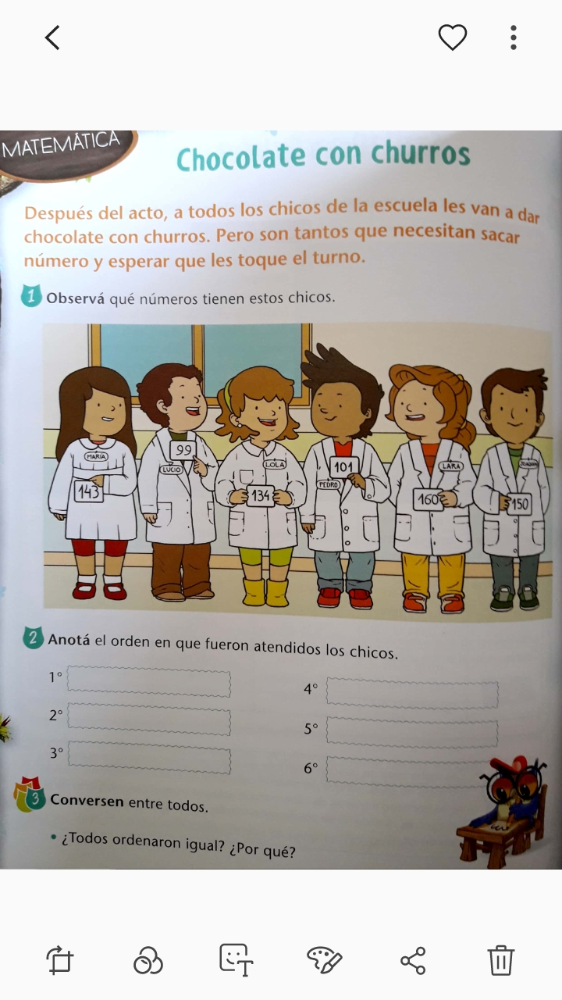 MATEMÁTICA
Chocolate con churros
Después del acto, a todos los chicos de la escuela les van a dar
chocolate con churros. Pero son tantos que necesitan sacar
número y esperar que les toque el turno.
1 Observá qué números tienen estos chicos.
MARÍA
143
99
LUCIO
LOLA
134
101
PEDRO
LARA
160
JOAQUÍN
150
2 Anotá el orden en que fueron atendidos los chicos.
1°
2°
3°
4°
5°
6°
3 Conversen entre todos.
• ¿Todos ordenaron igual? ¿Por qué?
T